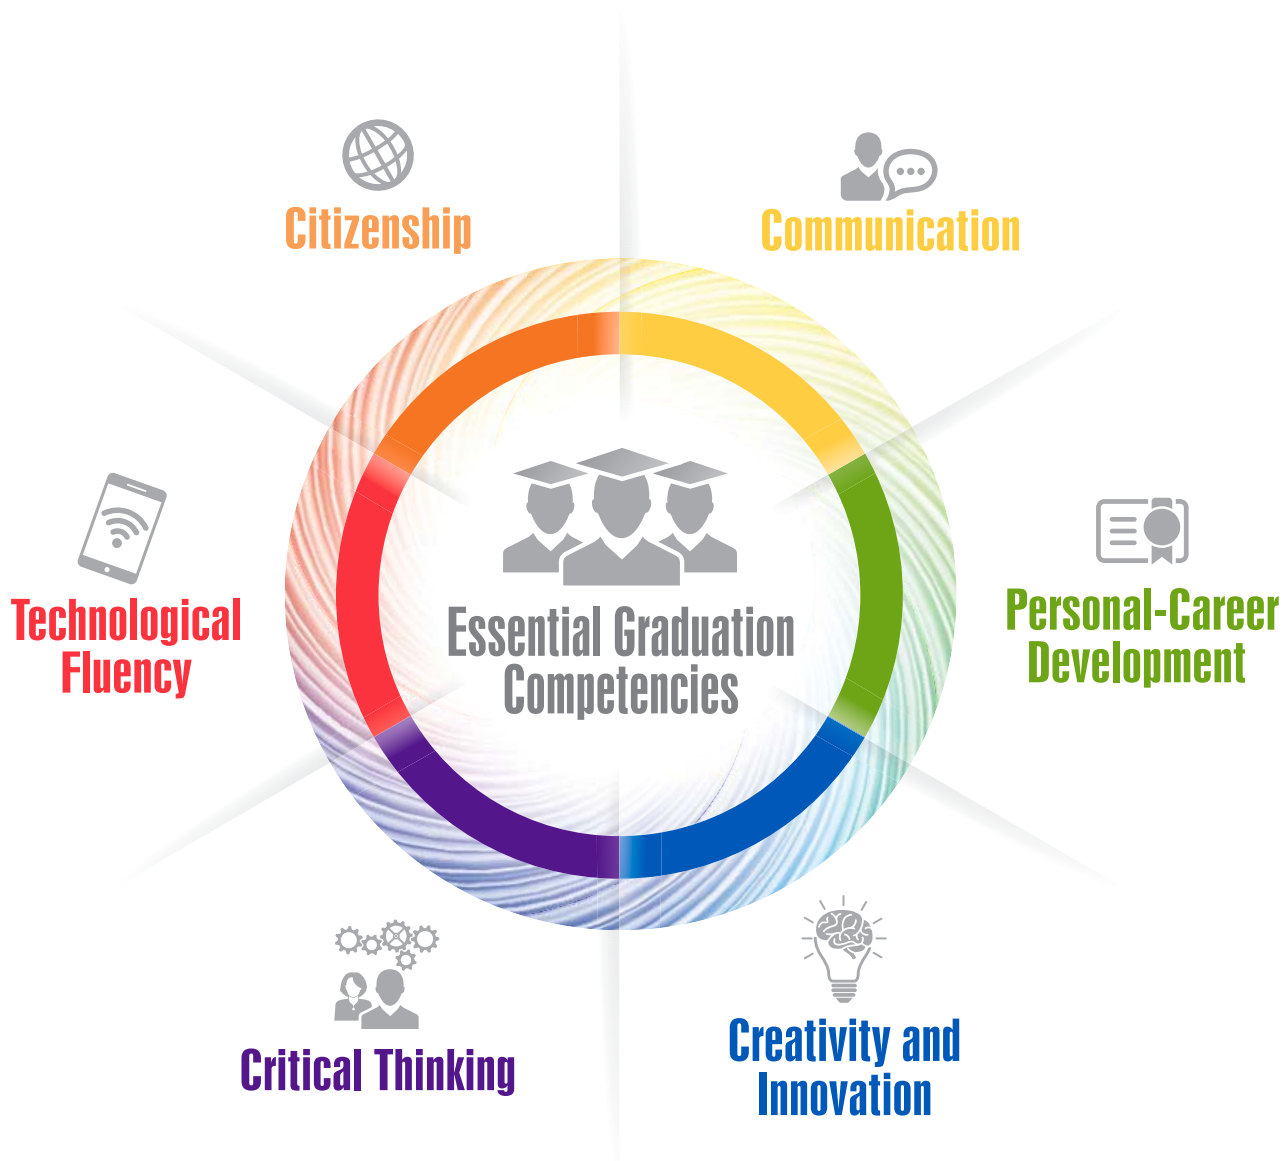 Citizenship
Communication
Technological
Fluency
Essential Graduation
Competencies
Personal-Career
Development
Critical Thinking
Creativity and
Innovation